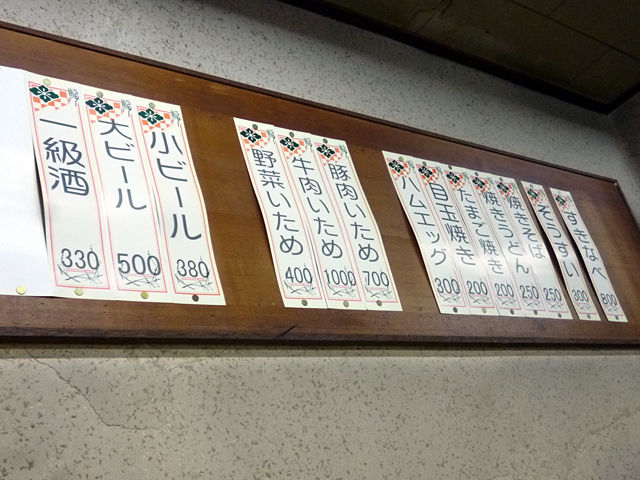 一級酒 330
大ビール 500
小ビール 380
野菜いため 400
牛肉いため 1000
豚肉いため 700
ハムエッグ 300
目玉焼き 200
たまご焼き 200
焼きうどん 250
焼きそば 250
ぞうすい 300
すきなべ 800